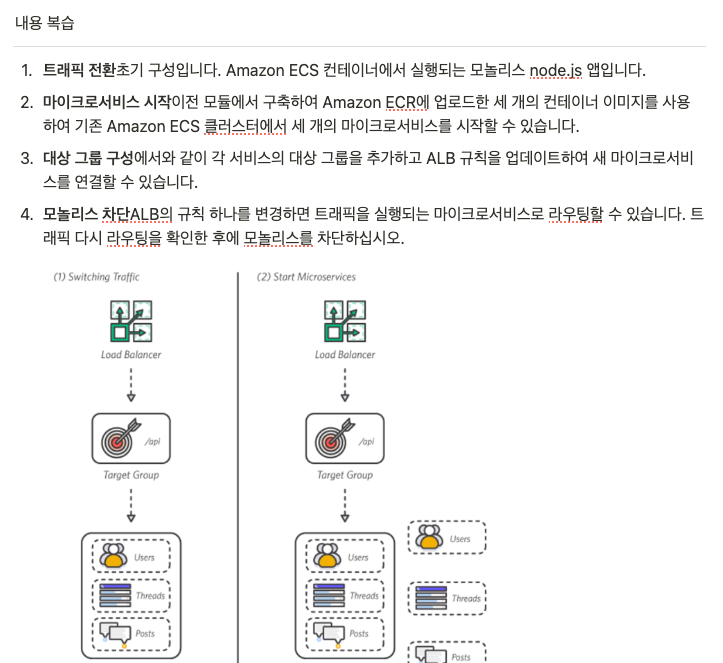 내용 복습
1. 트래픽 전환초기 구성입니다. Amazon ECS 컨테이너에서 실행되는 모놀리스 node.js 앱입니다.
2. 마이크로서비스 시작이전 모듈에서 구축하여 Amazon ECR에 업로드한 세 개의 컨테이너 이미지를 사용
하여 기존 Amazon ECS 클러스터에서 세 개의 마이크로서비스를 시작할 수 있습니다.
3. 대상 그룹 구성에서와 같이 각 서비스의 대상 그룹을 추가하고 ALB 규칙을 업데이트하여 새 마이크로서비
스를 연결할 수 있습니다.
4. 모놀리스 차단ALB의 규칙 하나를 변경하면 트래픽을 실행되는 마이크로서비스로 라우팅할 수 있습니다. 트
래픽 다시 라우팅을 확인한 후에 모놀리스를 차단하십시오.
(1) Switching Traffic
Load Balancer
/api
Target Group
Users
Threads
Posts
(2) Start Microservices
Load Balancer
/api
Target Group
Users
Threads
Posts
Users
Threads
Posts